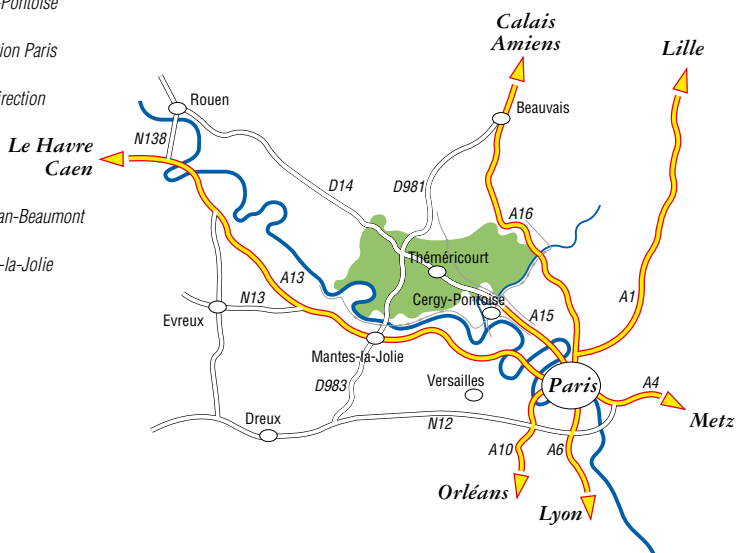 -Pontoise
ion Paris
irection
an-Beaumont
-la-Jolie
Calais
Amiens
Lille
Rouen
Beauvais
N138
Le Havre
Caen
D14
D981
A16
Théméricourt
A13
N13
Cergy-Pontoise
A15
A1
Evreux
Mantes-la-Jolie
D983
Versailles
Paris
A4
Metz
Dreux
N12
A10
A6
Orléans
Lyon